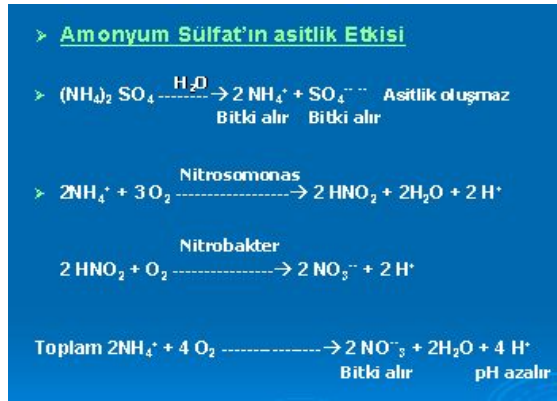 ➢ Amonyum Sülfat'ın asitlik Etkisi
➢ (NH₄)₂ SO₄ --------→ 2 NH₄⁺ + SO₄⁻⁻ Asitlik oluşmaz
H₂O
Bitki alır Bitki alır
Nitrosomonas
➢ 2NH₄⁺ + 3 O₂ ------------------→ 2 HNO₂ + 2H₂O + 2 H⁺
Nitrobakter
2 HNO₂ + O₂ ----------------→ 2 NO₃⁻⁻ + 2 H⁺
Toplam 2NH₄⁺ + 4 O₂ ----------------→ 2 NO⁻⁻₃ + 2H₂O + 4 H⁺
Bitki alır pH azalır